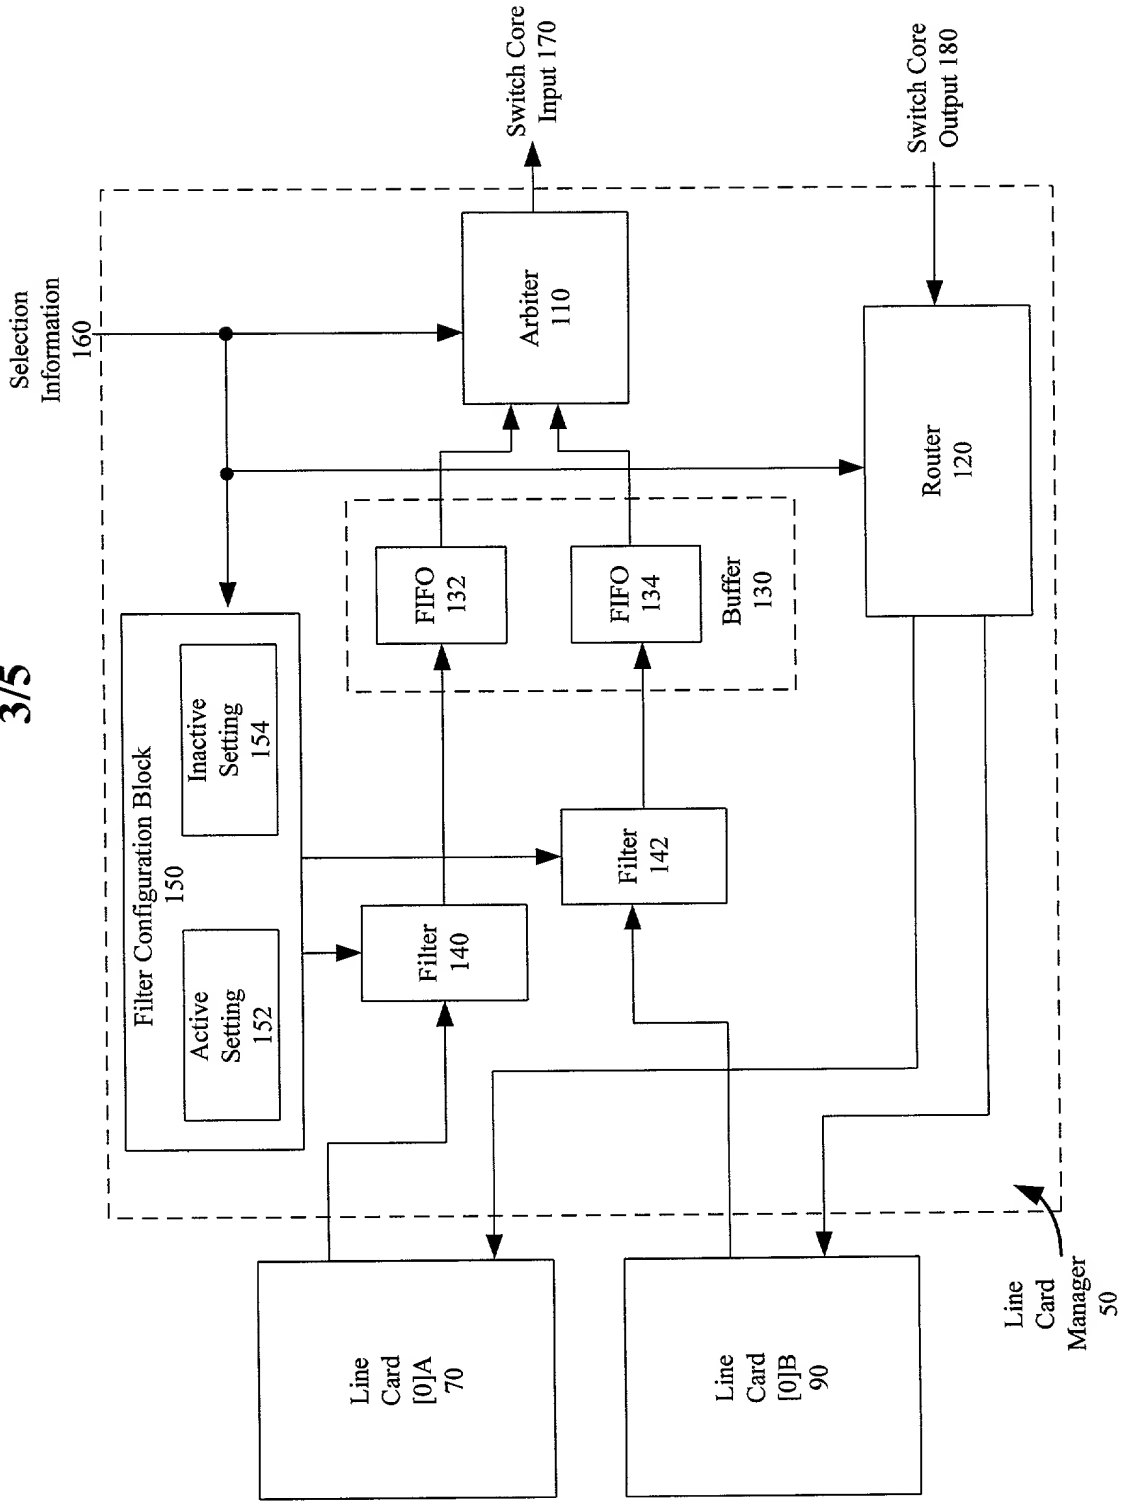 3/5
Selection
Information
160
Switch Core
Input 170
Switch Core
Output 180
Filter Configuration Block
150
Active
Setting
152
Inactive
Setting
154
Arbiter
110
FIFO
132
FIFO
134
Buffer
130
Filter
140
Filter
142
Router
120
Line
Card
[0]A
70
Line
Card
[0]B
90
Line
Card
Manager
50